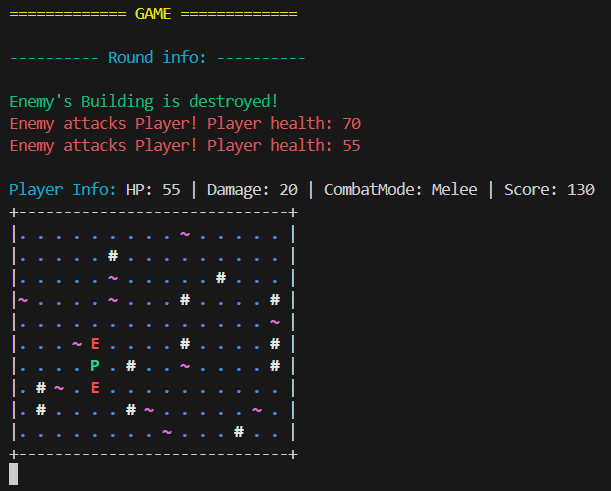 ============= GAME =============
---------- Round info: ----------
Enemy's Building is destroyed!
Enemy attacks Player! Player health: 70
Enemy attacks Player! Player health: 55
Player Info: HP: 55 | Damage: 20 | CombatMode: Melee | Score: 130
+------------------------------+
|. . . . . . . . . ~ . . . . . |
|. . . . . # . . . . . . . . . |
|. . . . . ~ . . . . . # . . . |
|~ . . . . ~ . . . # . . . . # |
|. . . . . . . . . . . . . . ~ |
|. . . ~ E . . . . # . . . . # |
|. . . . P . # . . ~ . . . . # |
|. # ~ . E . . . . . . . . . . |
|. # . . . . # ~ . . . . . ~ . |
|. . . . . . . . ~ . . . # . . |
+------------------------------+